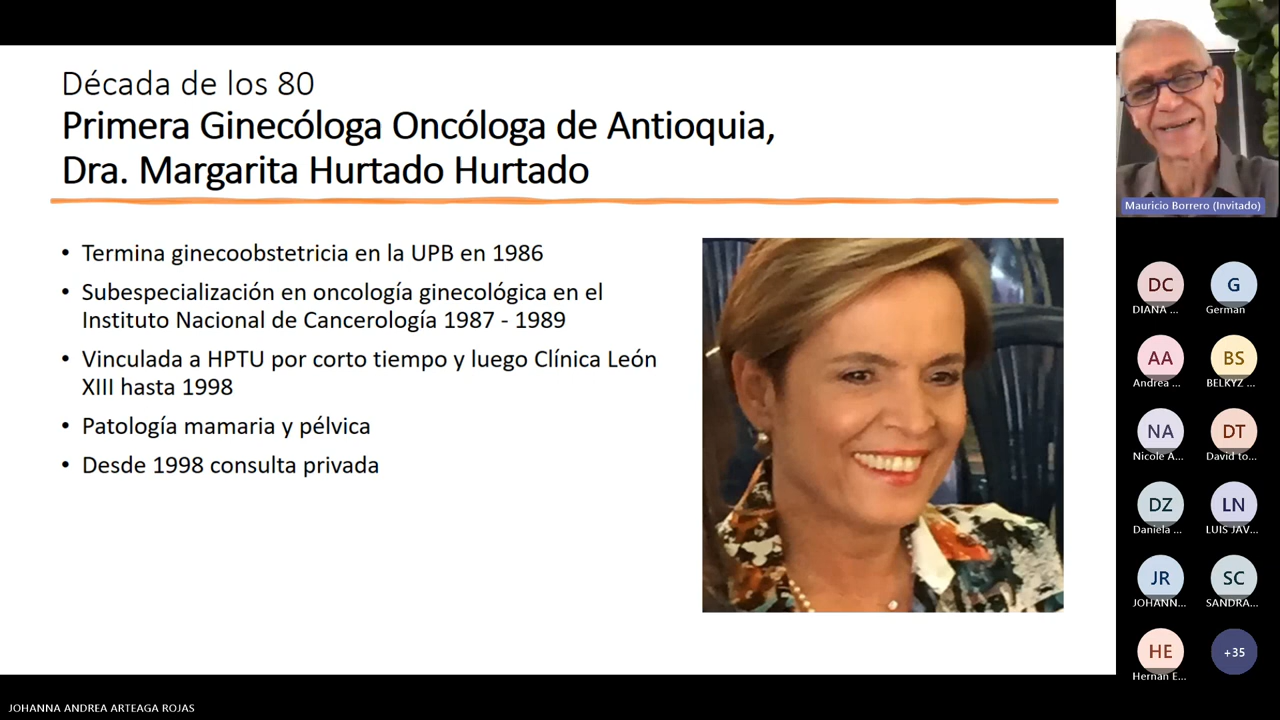 Década de los 80
Primera Ginecóloga Oncóloga de Antioquia,
Dra. Margarita Hurtado Hurtado
• Termina ginecoobstetricia en la UPB en 1986
• Subespecialización en oncología ginecológica en el
Instituto Nacional de Cancerología 1987 - 1989
• Vinculada a HPTU por corto tiempo y luego Clínica León
XIII hasta 1998
• Patología mamaria y pélvica
• Desde 1998 consulta privada
Mauricio Borrero (Invitado)
DC
DIANA ...
G
German
AA
Andrea ...
BS
BELKYZ ...
NA
Nicole A...
DT
David to...
DZ
Daniela ...
LN
LUIS JAV...
JR
JOHANN...
SC
SANDRA...
HE
Hernan E...
+35
JOHANNA ANDREA ARTEAGA ROJAS